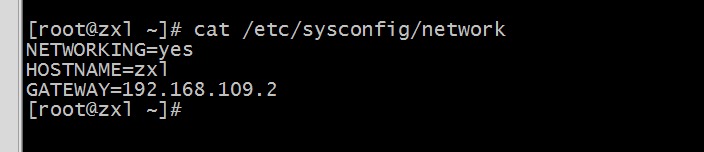 [root@zxl ~]# cat /etc/sysconfig/network
NETWORKING=yes
HOSTNAME=zxl
GATEWAY=192.168.109.2
[root@zxl ~]#